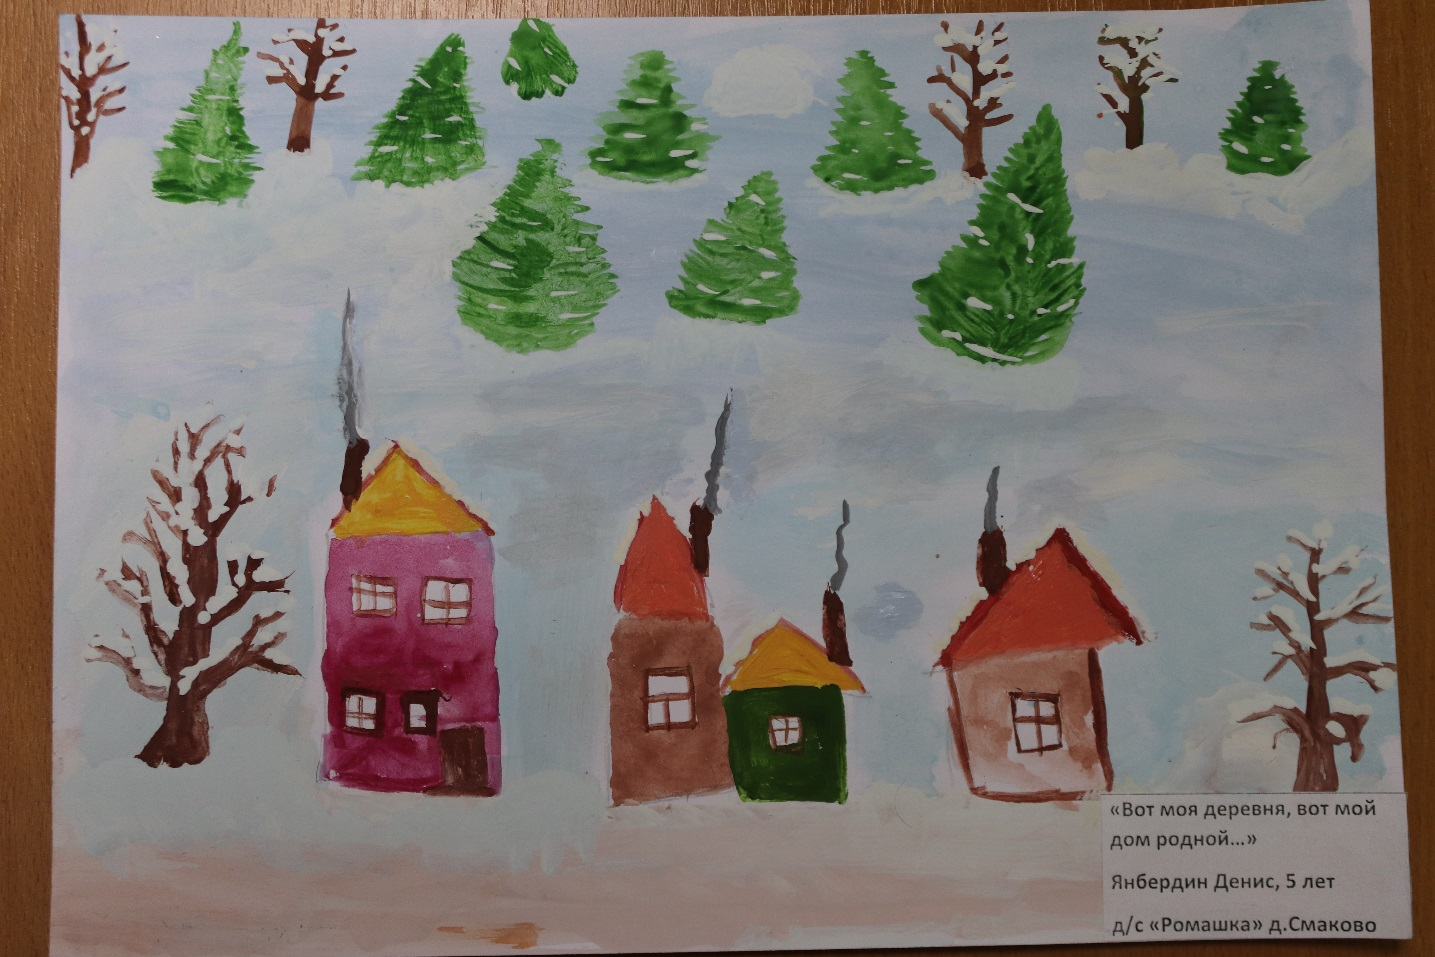 «Вот моя деревня, вот мой
дом родной...»
Янбердин Денис, 5 лет
д/с «Ромашка» д.Смаково